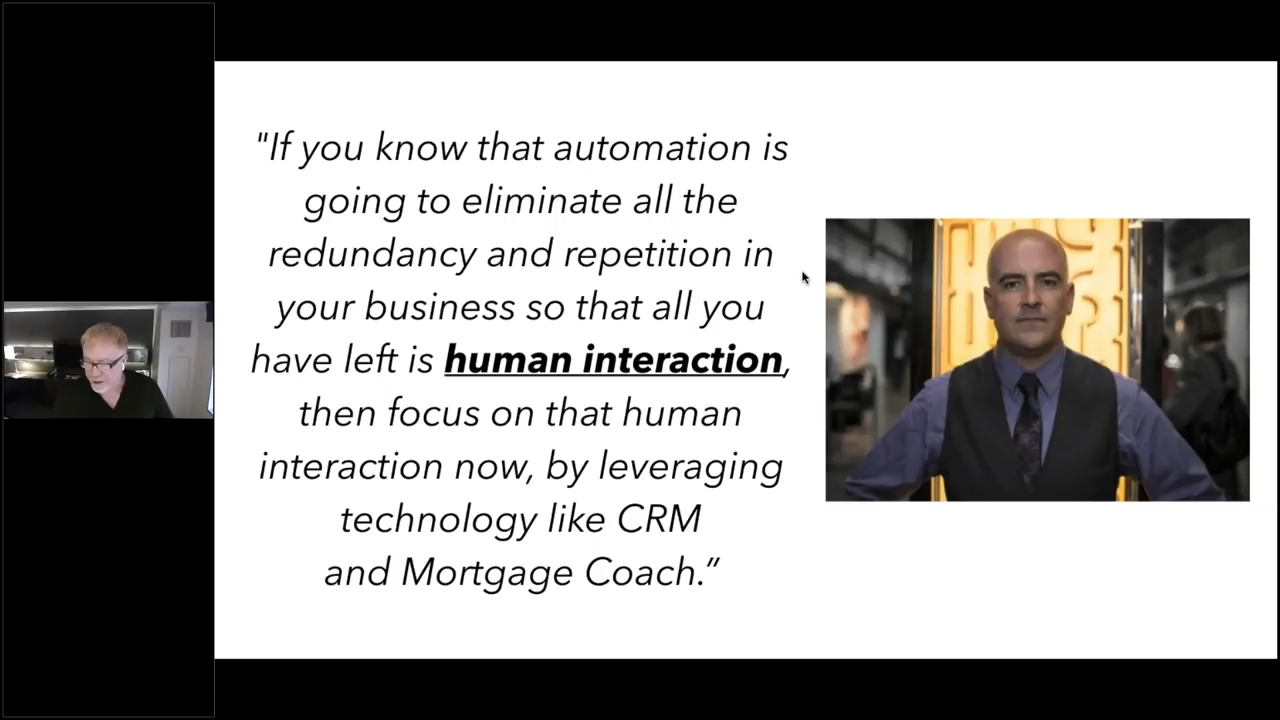 "If you know that automation is
going to eliminate all the
redundancy and repetition in
your business so that all you
have left is human interaction,
then focus on that human
interaction now, by leveraging
technology like CRM
and Mortgage Coach.”